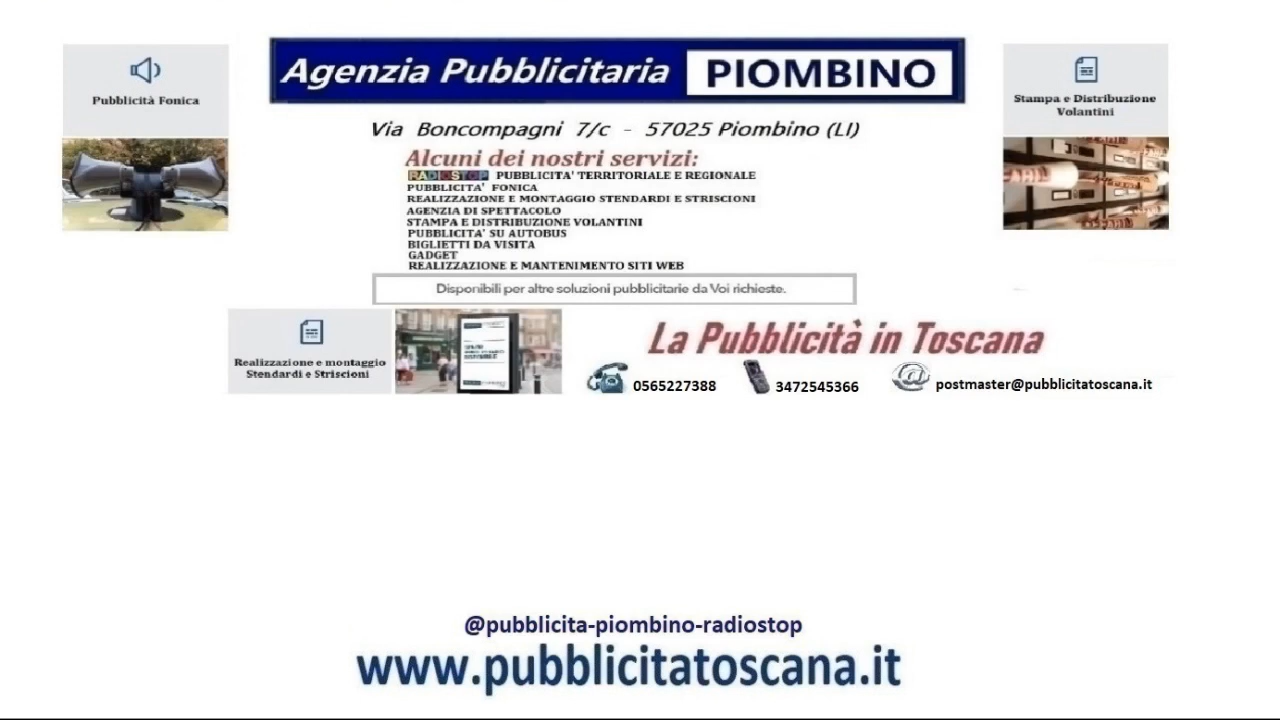 Agenzia Pubblicitaria PIOMBINO
Pubblicità Fonica
Stampa e Distribuzione
Volantini
Via Boncompagni 7/c - 57025 Piombino (LI)
Alcuni dei nostri servizi:
RADIOSTOP PUBBLICITA' TERRITORIALE E REGIONALE
PUBBLICITA' FONICA
REALIZZAZIONE E MONTAGGIO STENDARDI E STRISCIONI
AGENZIA DI SPETTACOLO
STAMPA E DISTRIBUZIONE VOLANTINI
PUBBLICITA' SU AUTOBUS
BIGLIETTI DA VISITA
GADGET
REALIZZAZIONE E MANTENIMENTO SITI WEB
Disponibili per altre soluzioni pubblicitarie da Voi richieste.
Realizzazione e montaggio
Stendardi e Striscioni
La Pubblicità in Toscana
0565227388
3472545366
postmaster@pubblicitatoscana.it
@pubblicita-piombino-radiostop
www.pubblicitatoscana.it